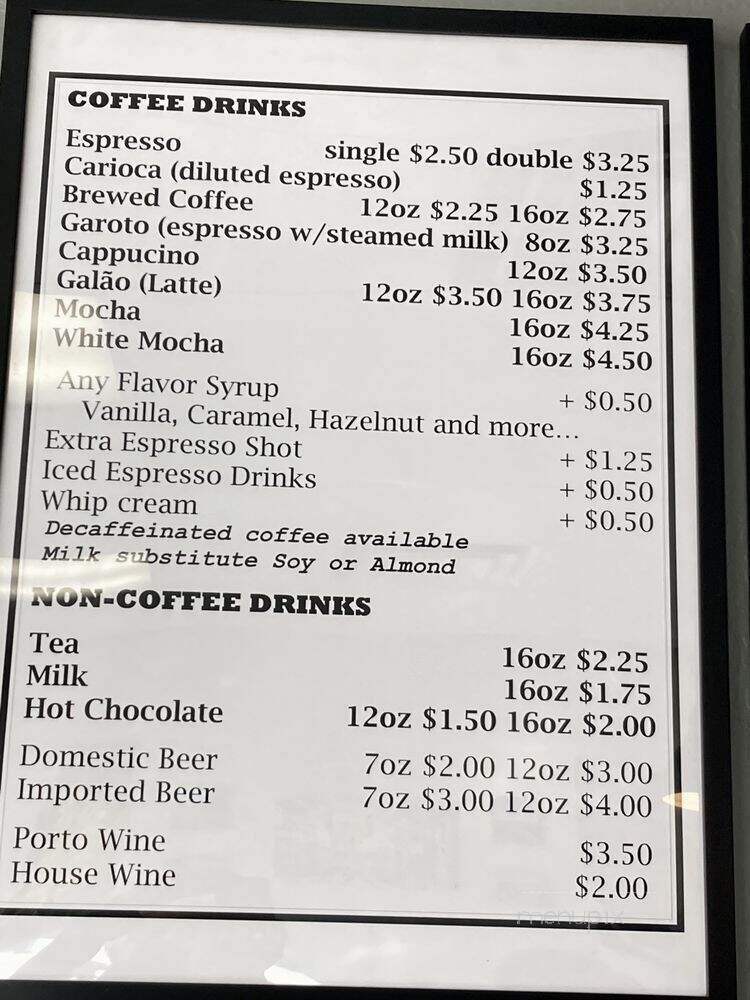 COFFEE DRINKS
Espresso single $2.50 double $3.25
Carioca (diluted espresso) $1.25
Brewed Coffee 12oz $2.25 16oz $2.75
Garoto (espresso w/steamed milk) 8oz $3.25
Cappucino 12oz $3.50
Galão (Latte) 12oz $3.50 16oz $3.75
Mocha 16oz $4.25
White Mocha 16oz $4.50
Any Flavor Syrup + $0.50
Vanilla, Caramel, Hazelnut and more...
Extra Espresso Shot + $1.25
Iced Espresso Drinks + $0.50
Whip cream + $0.50
Decaffeinated coffee available
Milk substitute Soy or Almond
NON-COFFEE DRINKS
Tea 16oz $2.25
Milk 16oz $1.75
Hot Chocolate 12oz $1.50 16oz $2.00
Domestic Beer 7oz $2.00 12oz $3.00
Imported Beer 7oz $3.00 12oz $4.00
Porto Wine $3.50
House Wine $2.00
menupix